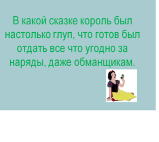 В какой сказке король был
настолько глуп, что готов был
отдать все что угодно за
наряды, даже обманщикам.